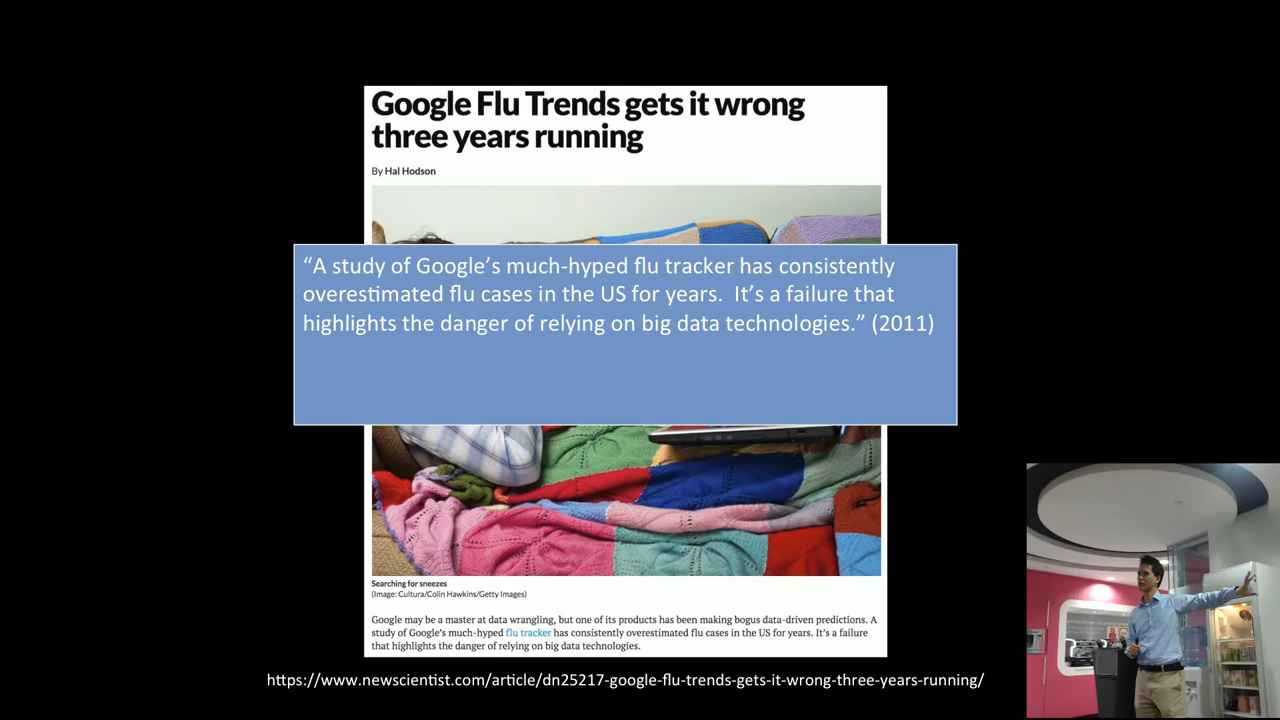 Google Flu Trends gets it wrong
three years running
By Hal Hodson
“A study of Google’s much-hyped flu tracker has consistently
overestimated flu cases in the US for years.  It’s a failure that
highlights the danger of relying on big data technologies.” (2011)
Searching for sneezes
(Image: Cultura/Colin Hawkins/Getty Images)
Google may be a master at data wrangling, but one of its products has been making bogus data-driven predictions. A
study of Google's much-hyped flu tracker has consistently overestimated flu cases in the US for years. It's a failure
that highlights the danger of relying on big data technologies.
https://www.newscientist.com/article/dn25217-google-flu-trends-gets-it-wrong-three-years-running/